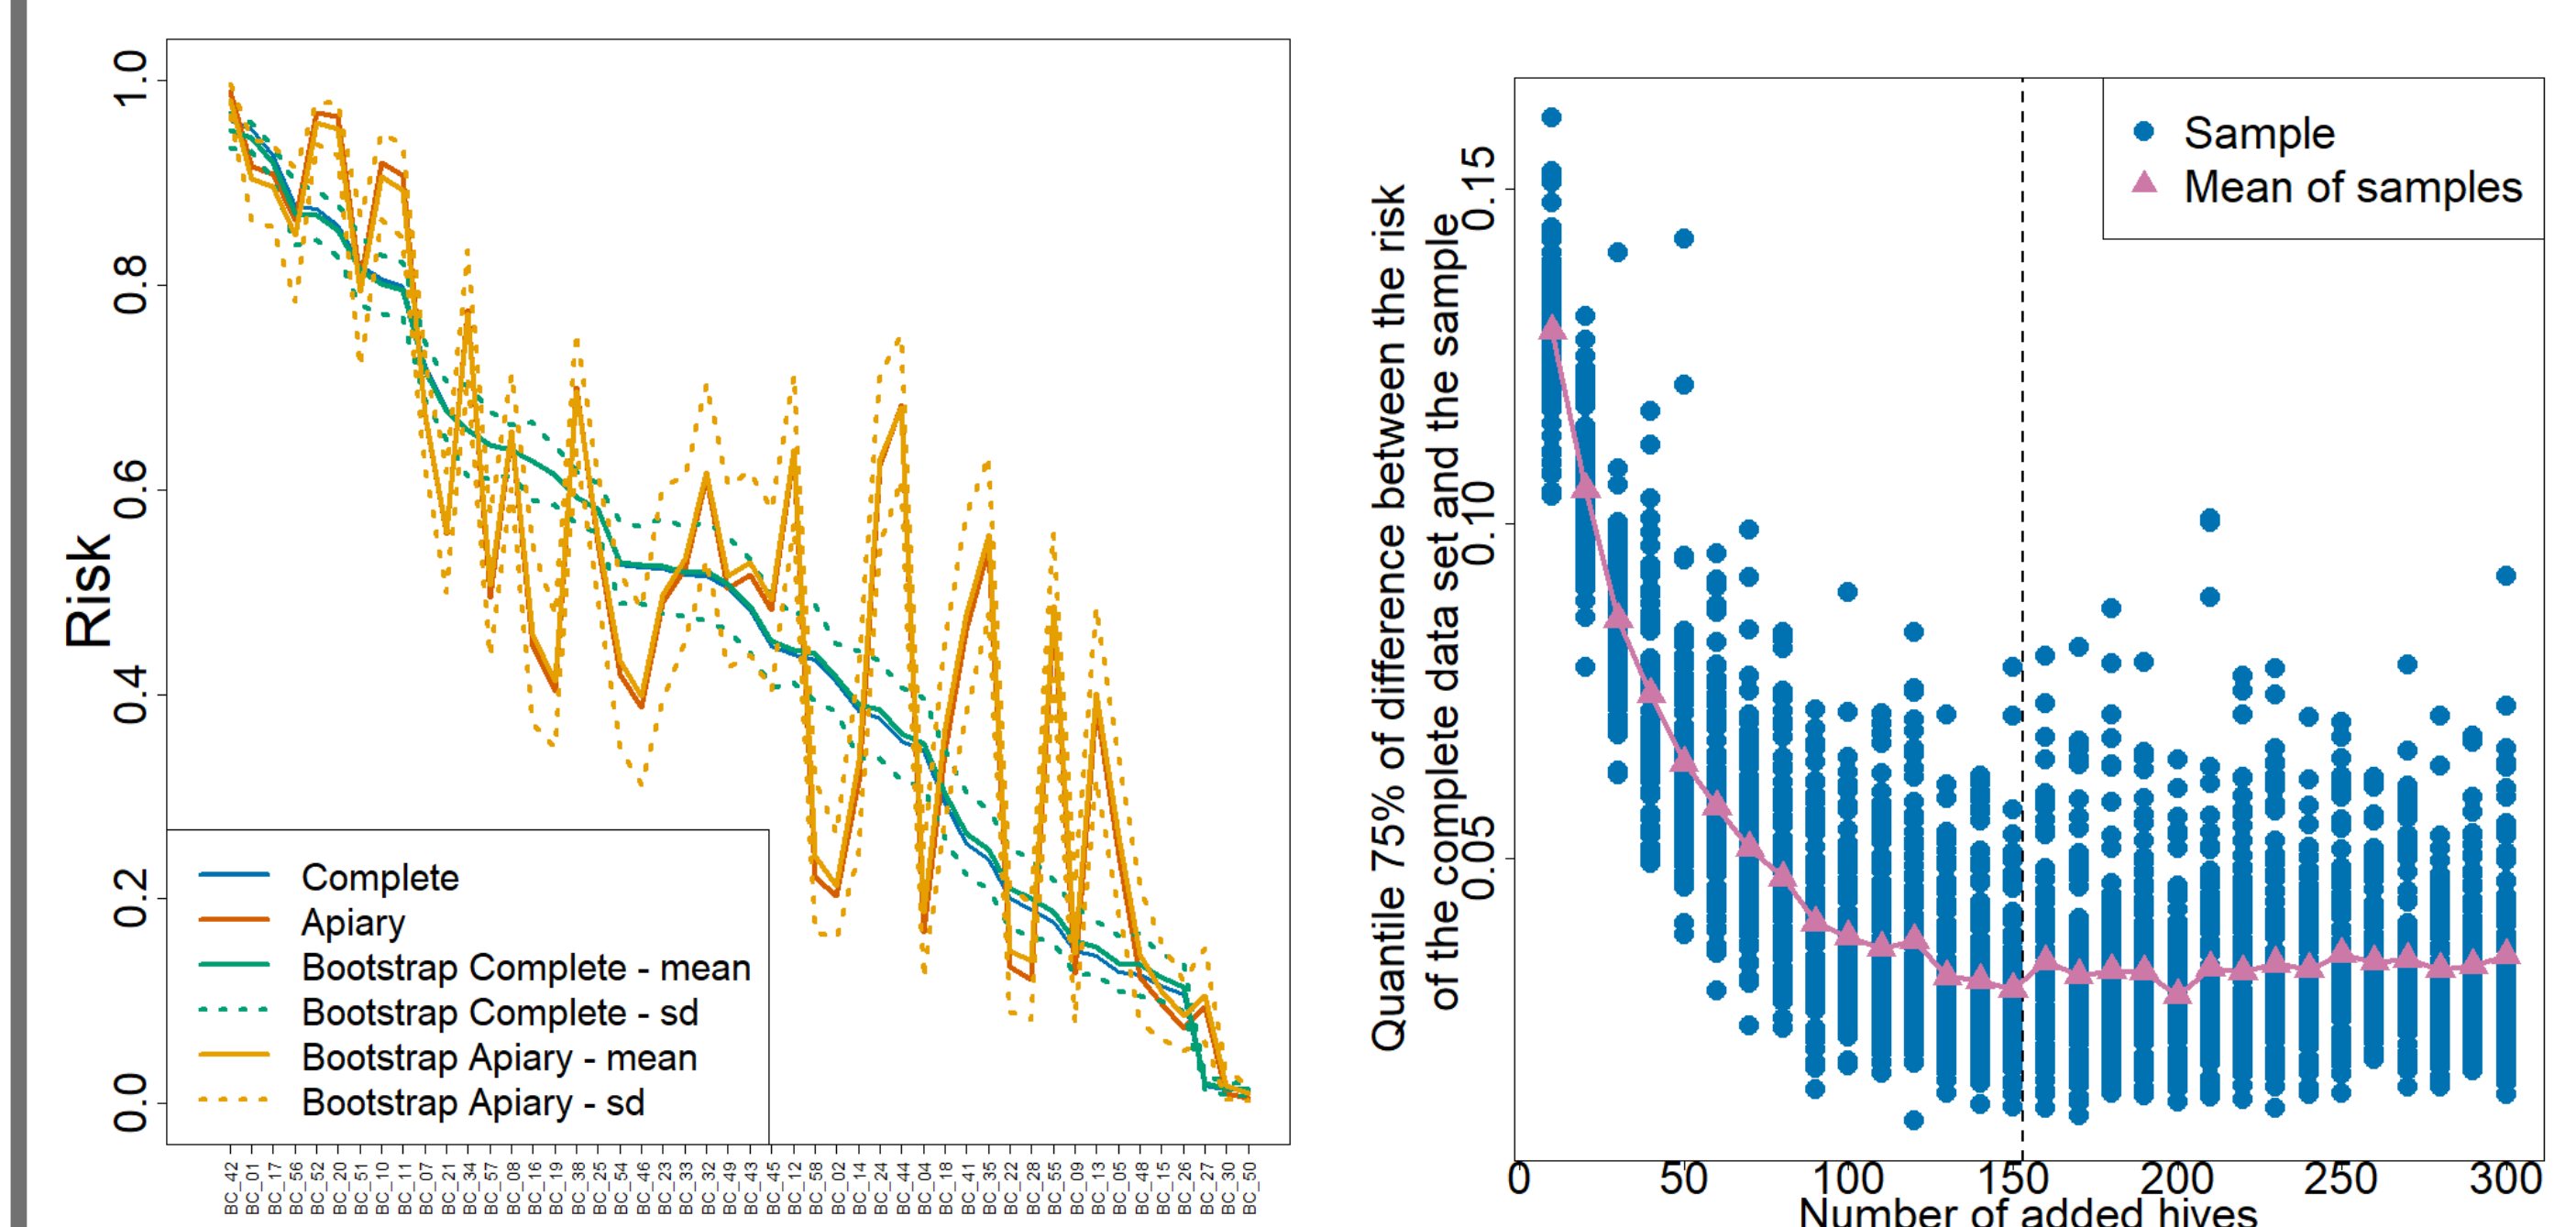 Risk
1.0
0.8
0.6
0.4
0.2
0.0
Complete
Apiary
Bootstrap Complete - mean
Bootstrap Complete - sd
Bootstrap Apiary - mean
Bootstrap Apiary - sd
BC_42
BC_01
BC_17
BC_56
BC_52
BC_20
BC_51
BC_10
BC_11
BC_07
BC_21
BC_34
BC_57
BC_08
BC_16
BC_19
BC_38
BC_25
BC_54
BC_46
BC_23
BC_33
BC_32
BC_49
BC_43
BC_45
BC_12
BC_58
BC_02
BC_14
BC_24
BC_44
BC_04
BC_18
BC_41
BC_35
BC_22
BC_28
BC_55
BC_09
BC_13
BC_05
BC_48
BC_15
BC_26
BC_27
BC_30
BC_50
Quantile 75% of difference between the risk
of the complete data set and the sample
0.15
0.10
0.05
Sample
Mean of samples
0 50 100 150 200 250 300
Number of added hives